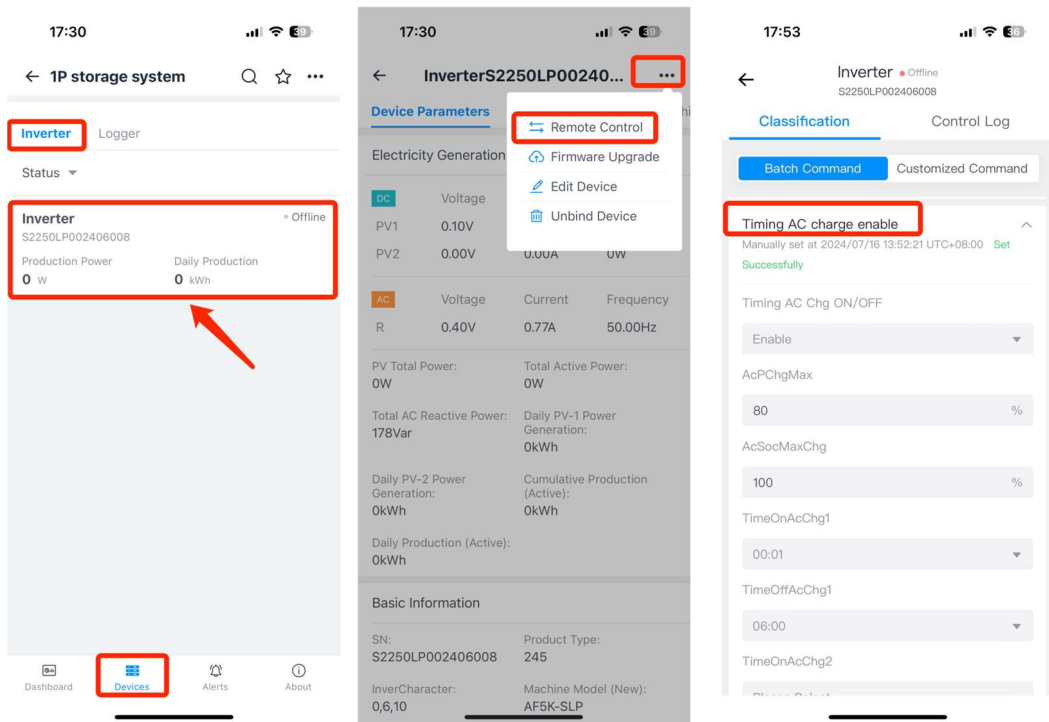 17:30
39
1P storage system
Inverter Logger
Status
Inverter Offline
S2250LP002406008
Production Power Daily Production
0 W 0 kWh
Dashboard Devices Alerts About
17:30
39
InverterS2250LP00240... •••
Device Parameters
Remote Control
Firmware Upgrade
Edit Device
Unbind Device
Electricity Generation
DC Voltage
PV1 0.10V
PV2 0.00V 0.00A 0W
AC Voltage Current Frequency
R 0.40V 0.77A 50.00Hz
PV Total Power: Total Active Power:
0W 0W
Total AC Reactive Power: Daily PV-1 Power
178Var Generation:
0kWh
Daily PV-2 Power Cumulative Production
Generation: (Active):
0kWh 0kWh
Daily Production (Active):
0kWh
Basic Information
SN: Product Type:
S2250LP002406008 245
InverCharacter: Machine Model (New):
0,6,10 AF5K-SLP
17:53
36
Inverter Offline
S2250LP002406008
Classification Control Log
Batch Command Customized Command
Timing AC charge enable
Manually set at 2024/07/16 13:52:21 UTC+08:00 Set
Successfully
Timing AC Chg ON/OFF
Enable
AcPChgMax
80 %
AcSocMaxChg
100 %
TimeOnAcChg1
00:01
TimeOffAcChg1
06:00
TimeOnAcChg2